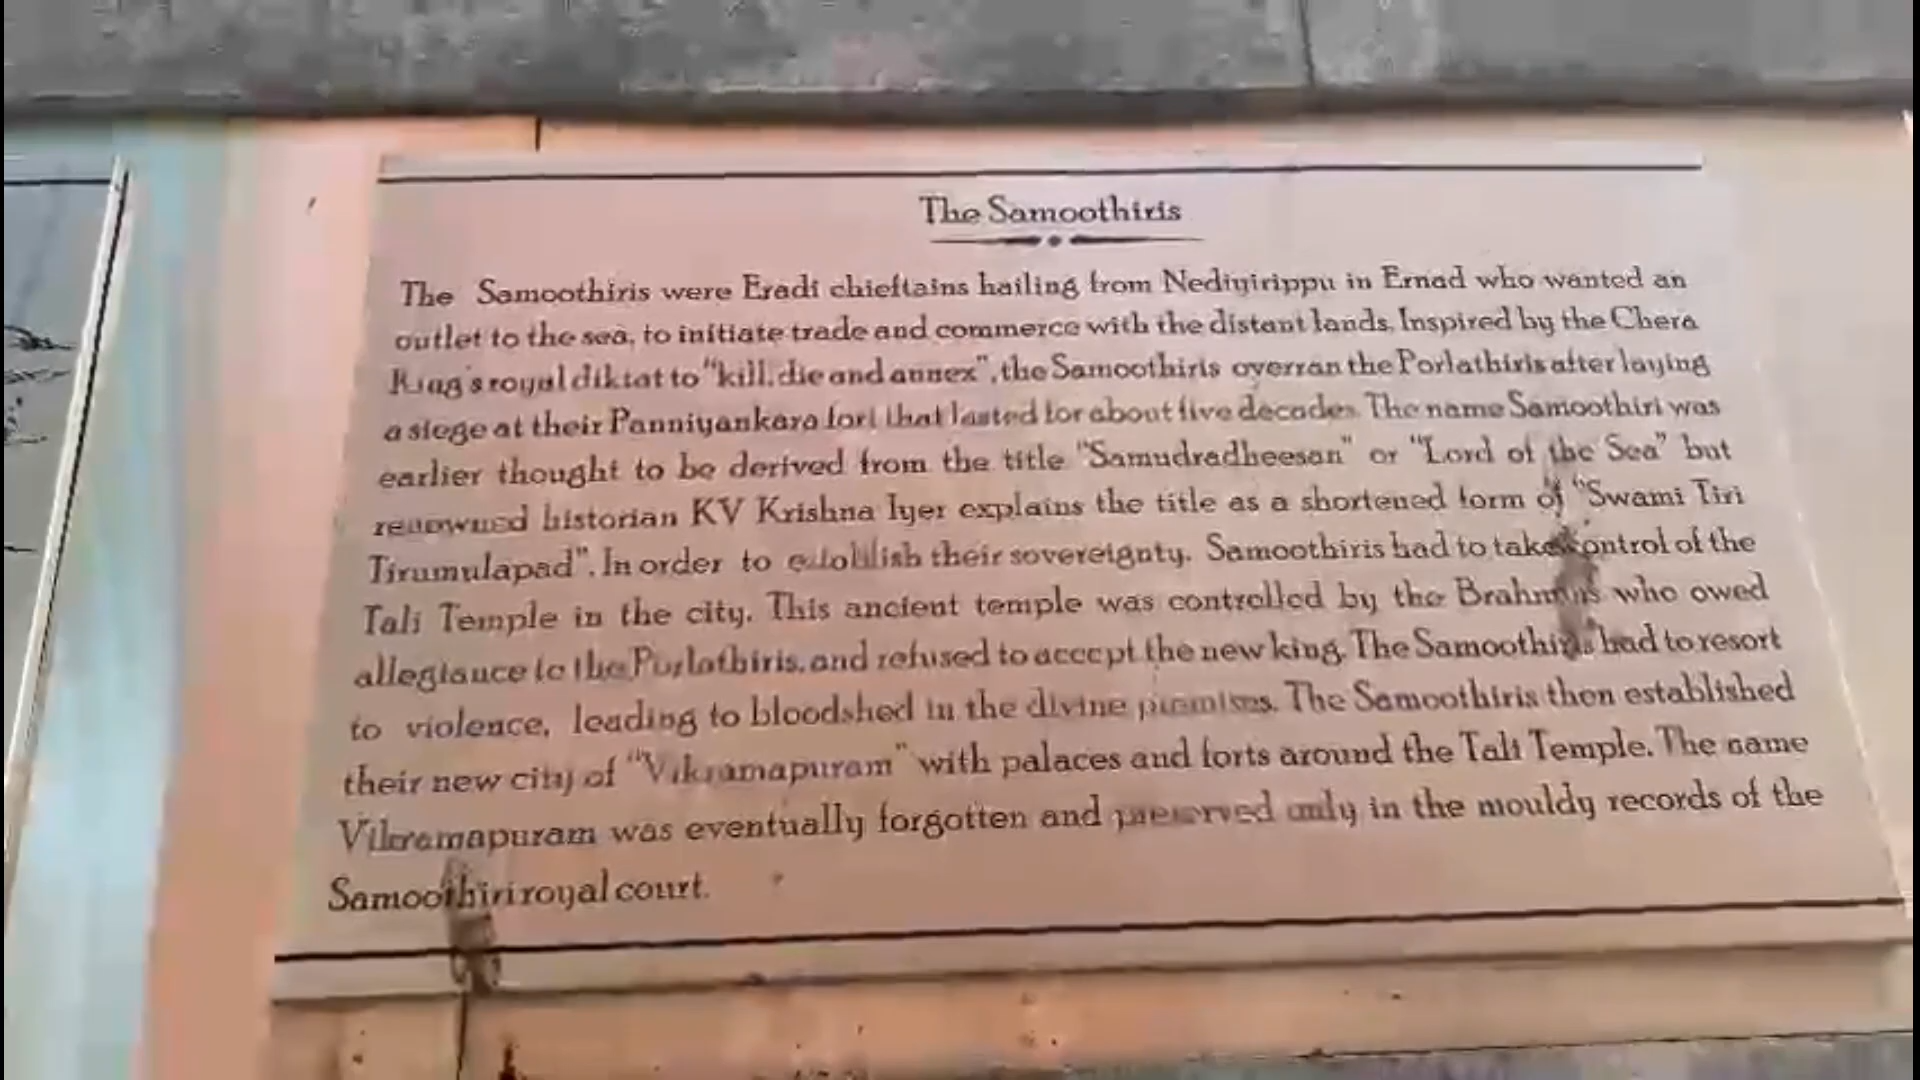 The Samoothiris
The Samoothiris were Eradi chieftains hailing from Nediyirippu in Ernad who wanted an
outlet to the sea, to initiate trade and commerce with the distant lands. Inspired by the Chera
King's royal diktat to "kill, die and annex", the Samoothiris overran the Porlathiris after laying
a siege at their Panniyankara fort that lasted for about five decades. The name Samoothiri was
earlier thought to be derived from the title "Samudradheesan" or "Lord of the Sea" but
renowned historian KV Krishna Iyer explains the title as a shortened form of "Swami Tiri
Tirumulapad". In order to establish their sovereignty. Samoothiris had to take control of the
Tali Temple in the city. This ancient temple was controlled by the who owed
allegiance to the Porlathiris, and refused to accept the new king. The Samoothiris had to resort
to violence, leading to bloodshed in the divine premises. The Samoothiris then established
their new city of "Vikramapuram" with palaces and forts around the Tali Temple. The name
Vikramapuram was eventually forgotten and preserved only in the mouldy records of the
Samoothiri royal court.